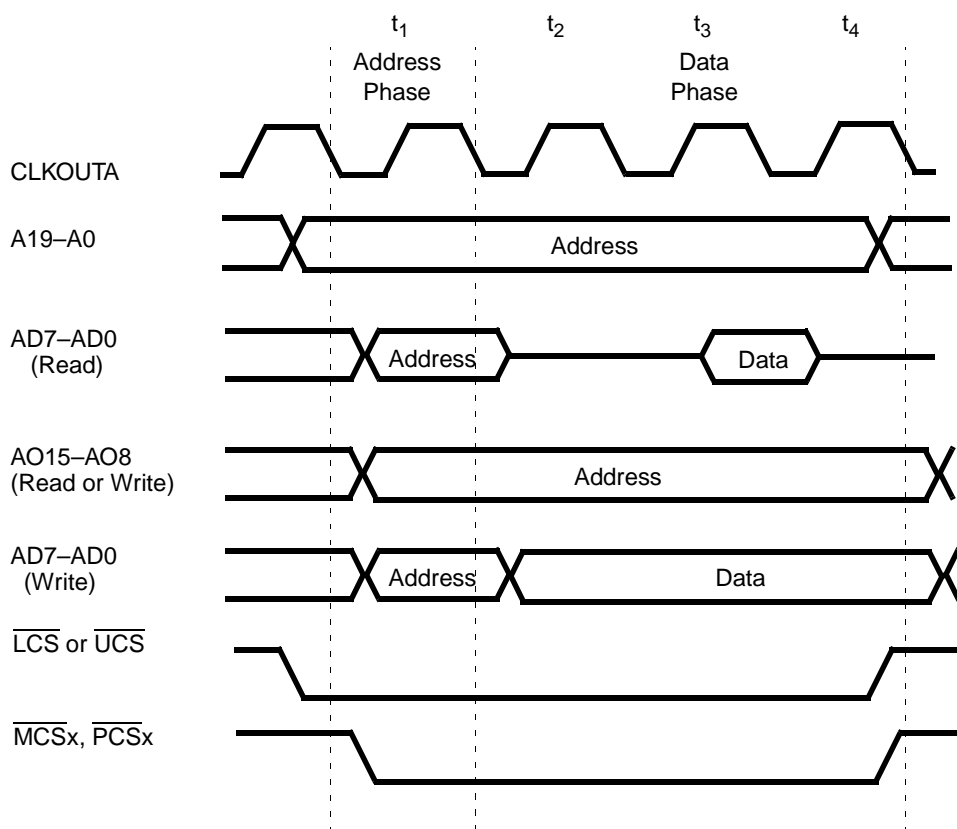 t1 t2 t3 t4
Address Data
Phase Phase
CLKOUTA
A19–A0 Address
AD7–AD0
(Read) Address Data
AO15–AO8
(Read or Write) Address
AD7–AD0
(Write) Address Data
LCS or UCS
MCSx, PCSx